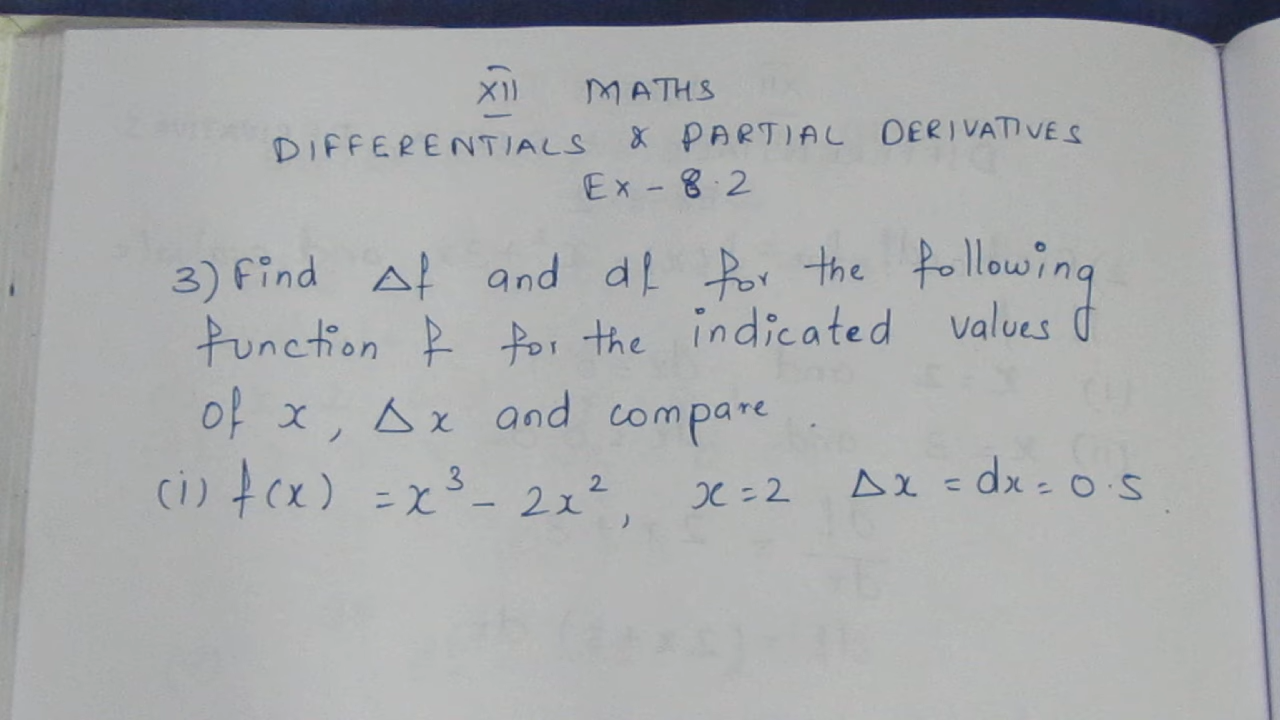 XII MATHS
DIFFERENTIALS & PARTIAL DERIVATIVES
Ex - 8.2
3) Find Δf and df for the following
function f for the indicated values
of x, Δx and compare.
(i) f(x) = x³ - 2x², x = 2 Δx = dx = 0.5